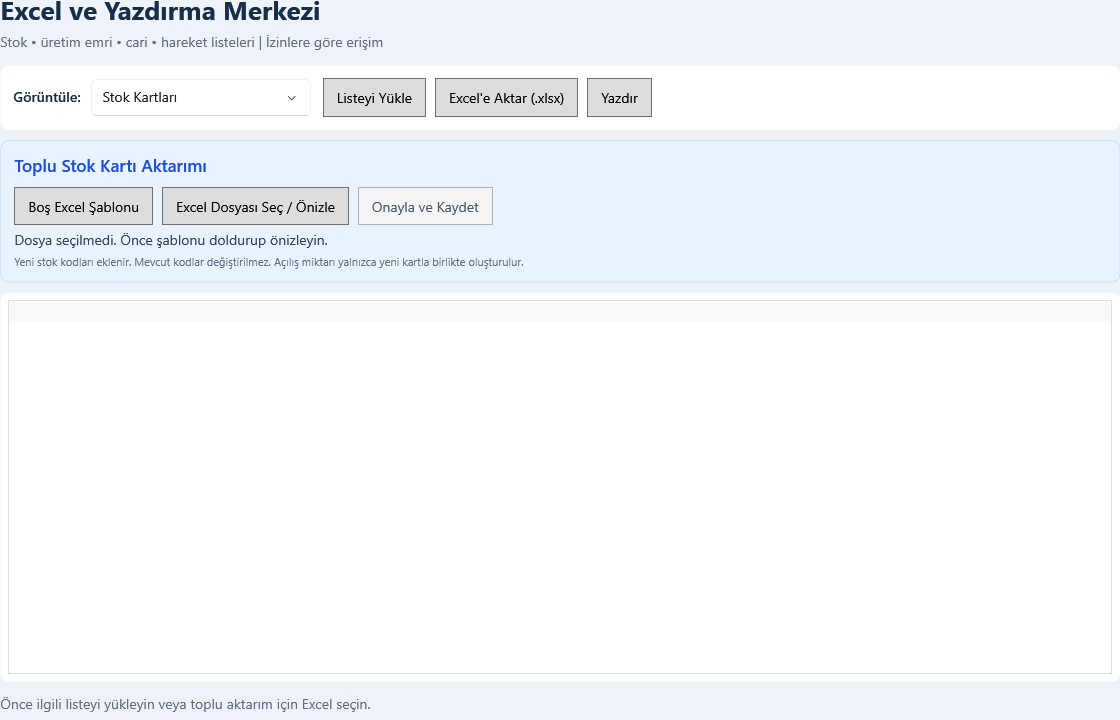 Excel ve Yazdırma Merkezi
Stok • üretim emri • cari • hareket listeleri | İzinlere göre erişim
Görüntüle: Stok Kartları Listeyi Yükle Excel'e Aktar (.xlsx) Yazdır
Toplu Stok Kartı Aktarımı
Boş Excel Şablonu Excel Dosyası Seç / Önizle Onayla ve Kaydet
Dosya seçilmedi. Önce şablonu doldurup önizleyin.
Yeni stok kodları eklenir. Mevcut kodlar değiştirilmez. Açılış miktarı yalnızca yeni kartla birlikte oluşturulur.
Önce ilgili listeyi yükleyin veya toplu aktarım için Excel seçin.